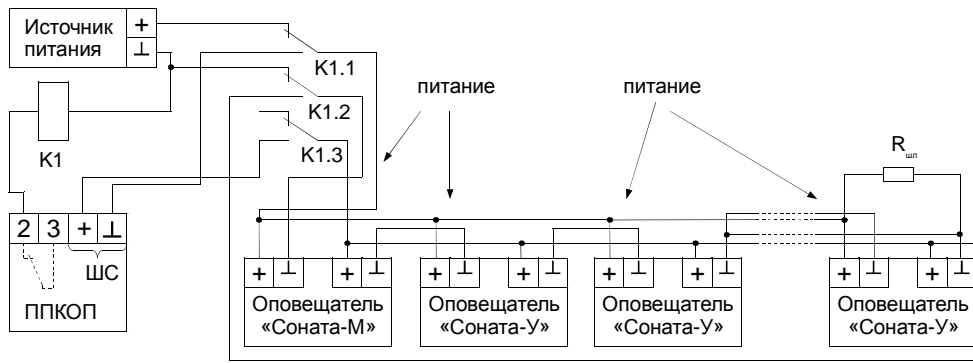 Источник питания
+
⊥
K1.1
K1.2
K1.3
K1
питание
питание
R шл
2 3 + ⊥
ШС
ППКОП
+ ⊥ + ⊥
Оповещатель
«Соната-М»
+ ⊥ + ⊥
Оповещатель
«Соната-У»
+ ⊥ + ⊥
Оповещатель
«Соната-У»
+ ⊥ + ⊥
Оповещатель
«Соната-У»